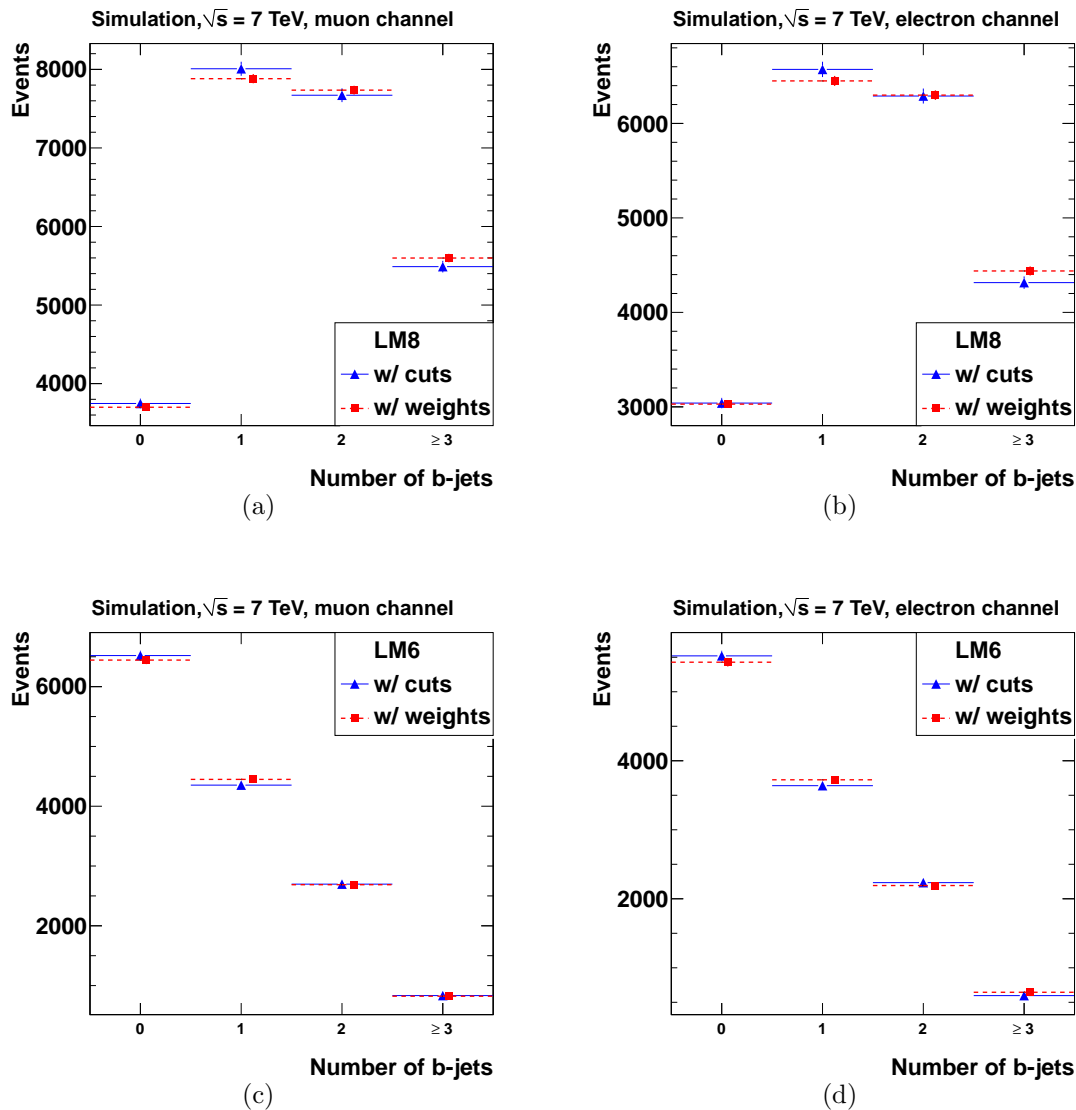 Simulation, √s = 7 TeV, muon channel
Events
8000
7000
6000
5000
4000
LM8
w/ cuts
w/ weights
0 1 2 ≥ 3
Number of b-jets
(a)
Simulation, √s = 7 TeV, electron channel
Events
6000
5000
4000
3000
LM8
w/ cuts
w/ weights
0 1 2 ≥ 3
Number of b-jets
(b)
Simulation, √s = 7 TeV, muon channel
Events
6000
4000
2000
LM6
w/ cuts
w/ weights
0 1 2 ≥ 3
Number of b-jets
(c)
Simulation, √s = 7 TeV, electron channel
Events
4000
2000
LM6
w/ cuts
w/ weights
0 1 2 ≥ 3
Number of b-jets
(d)